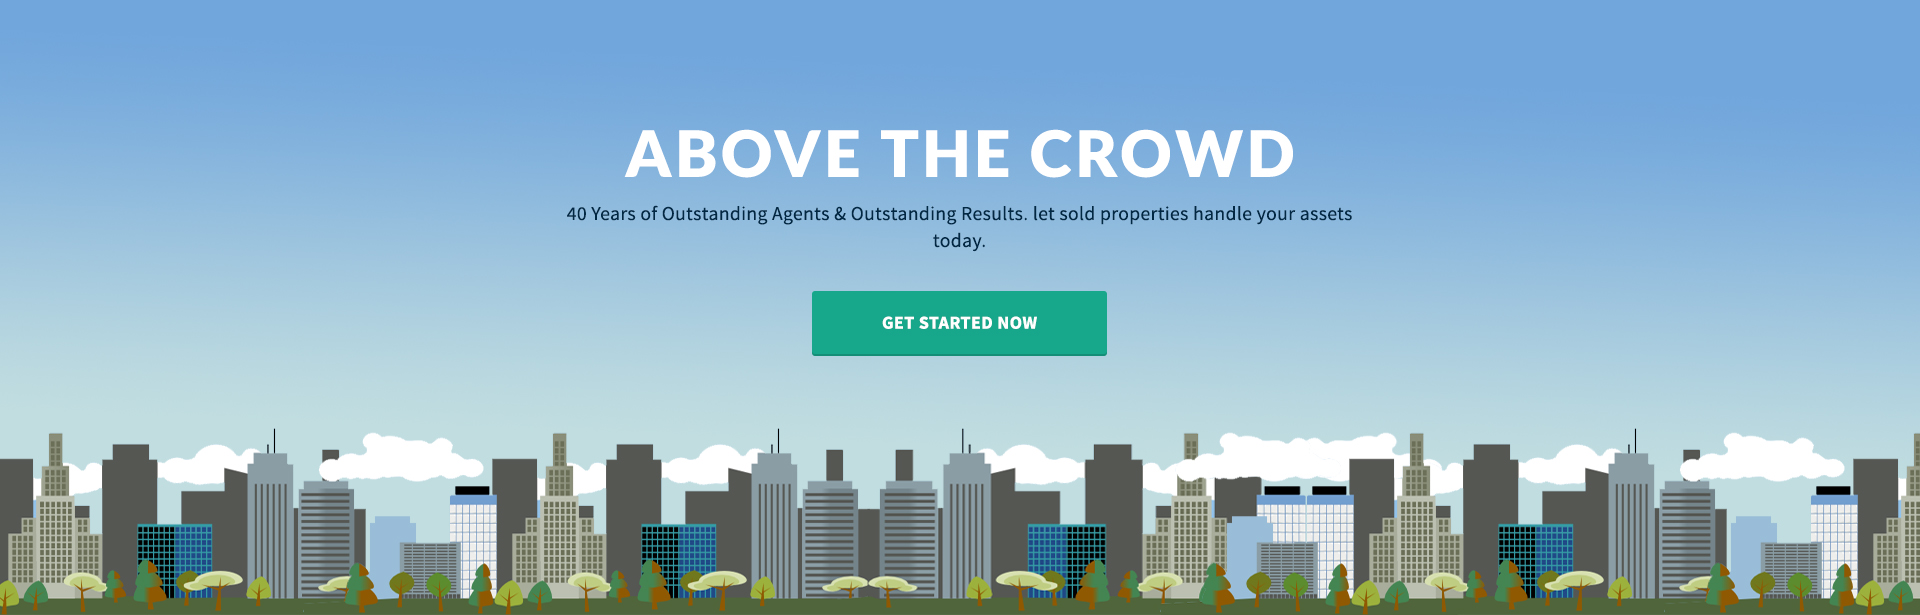 ABOVE THE CROWD
40 Years of Outstanding Agents & Outstanding Results. let sold properties handle your assets
today.
GET STARTED NOW